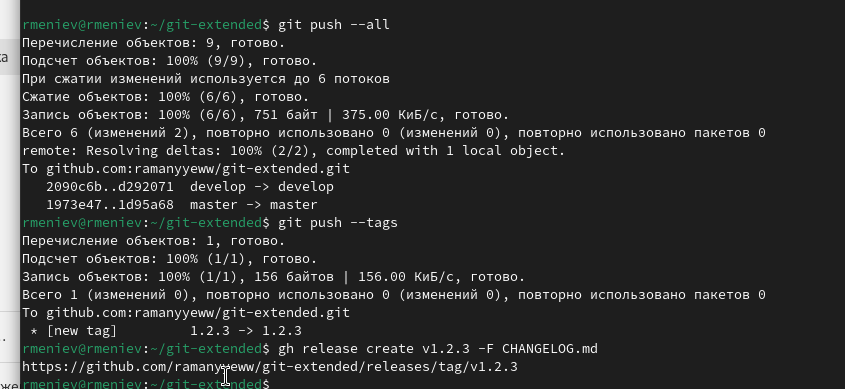 rmeniev@rmeniev:~/git-extended$ git push --all
Перечисление объектов: 9, готово.
Подсчет объектов: 100% (9/9), готово.
При сжатии изменений используется до 6 потоков
Сжатие объектов: 100% (6/6), готово.
Запись объектов: 100% (6/6), 751 байт | 375.00 КиБ/с, готово.
Всего 6 (изменений 2), повторно использовано 0 (изменений 0), повторно использовано пакетов 0
remote: Resolving deltas: 100% (2/2), completed with 1 local object.
To github.com:ramanyyeww/git-extended.git
   2090c6b..d292071  develop -> develop
   1973e47..1d95a68  master -> master
rmeniev@rmeniev:~/git-extended$ git push --tags
Перечисление объектов: 1, готово.
Подсчет объектов: 100% (1/1), готово.
Запись объектов: 100% (1/1), 156 байтов | 156.00 КиБ/с, готово.
Всего 1 (изменений 0), повторно использовано 0 (изменений 0), повторно использовано пакетов 0
To github.com:ramanyyeww/git-extended.git
 * [new tag]         1.2.3 -> 1.2.3
rmeniev@rmeniev:~/git-extended$ gh release create v1.2.3 -F CHANGELOG.md
https://github.com/ramanyyeww/git-extended/releases/tag/v1.2.3
rmeniev@rmeniev:~/git-extended$